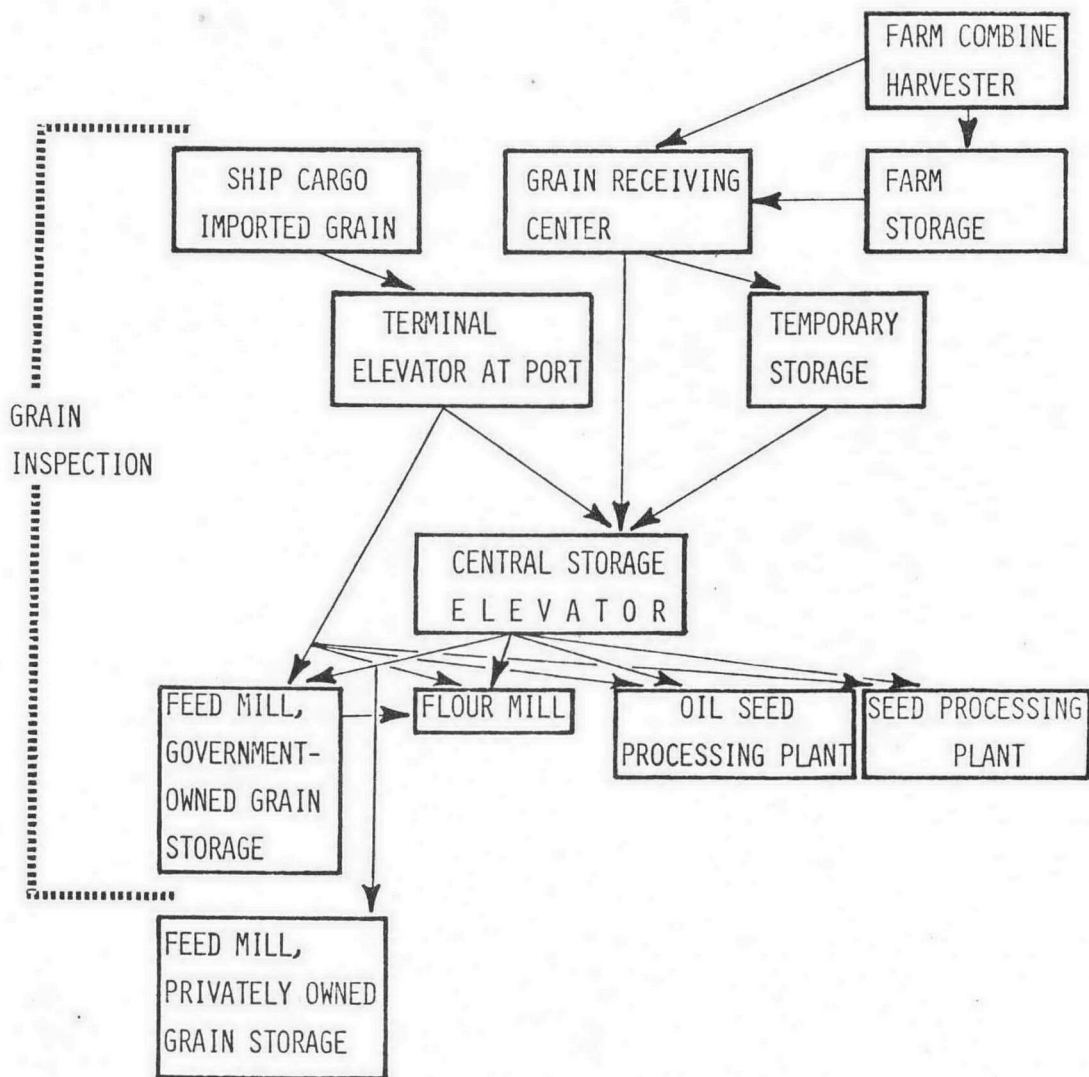 FARM COMBINE
HARVESTER
SHIP CARGO
IMPORTED GRAIN
GRAIN RECEIVING
CENTER
FARM
STORAGE
TERMINAL
ELEVATOR AT PORT
TEMPORARY
STORAGE
GRAIN
INSPECTION
CENTRAL STORAGE
E L E V A T O R
FEED MILL,
GOVERNMENT-
OWNED GRAIN
STORAGE
FLOUR MILL
OIL SEED
PROCESSING PLANT
SEED PROCESSING
PLANT
FEED MILL,
PRIVATELY OWNED
GRAIN STORAGE